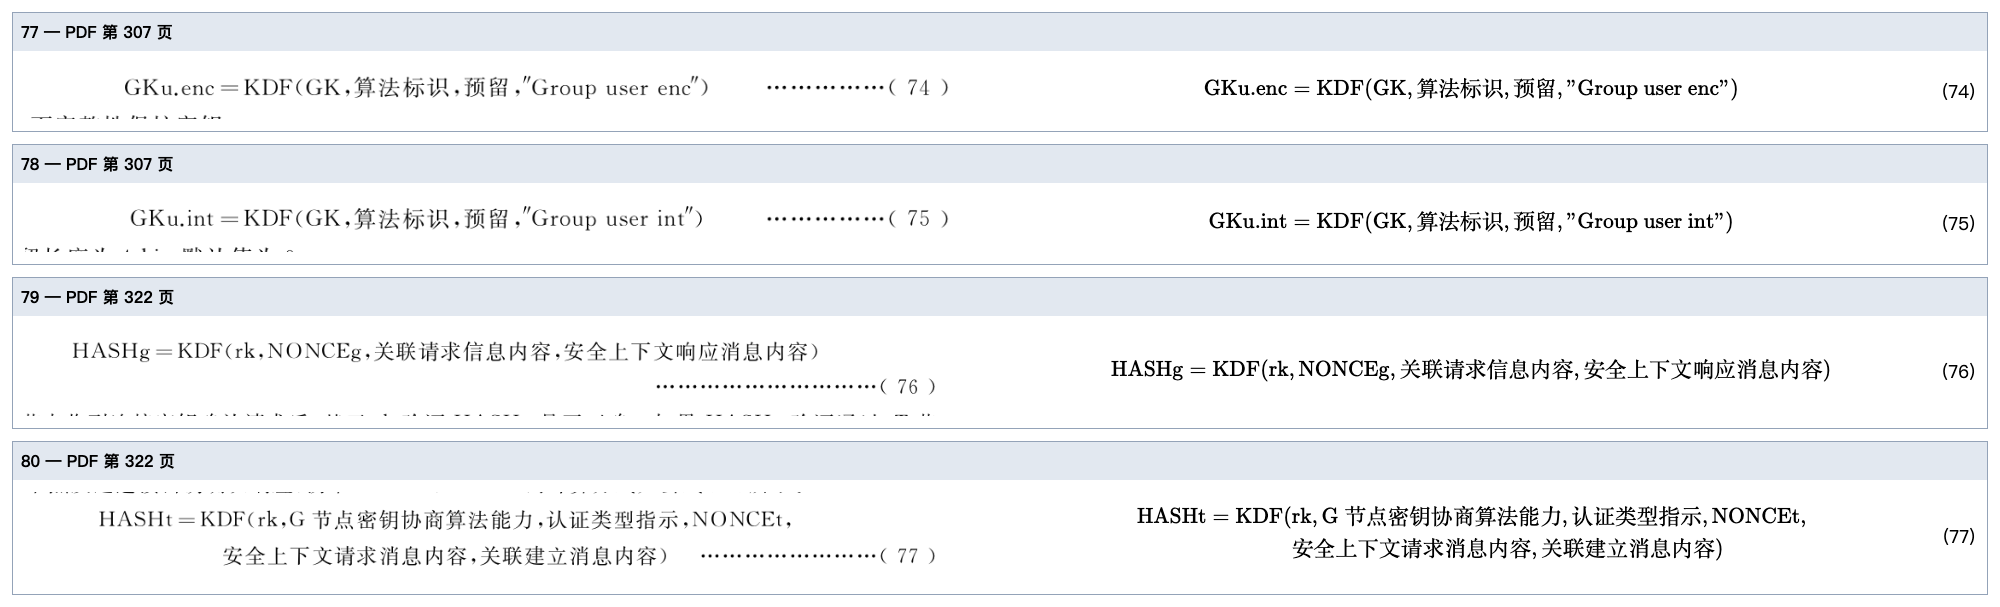 77 — PDF 第 307 页
GKu.enc＝KDF(GK,算法标识,预留,″Group user enc″) ……………( 74 )
GKu.enc = KDF(GK, 算法标识, 预留, ”Group user enc”) (74)
78 — PDF 第 307 页
GKu.int＝KDF(GK,算法标识,预留,″Group user int″) ……………( 75 )
GKu.int = KDF(GK, 算法标识, 预留, ”Group user int”) (75)
79 — PDF 第 322 页
HASHg＝KDF(rk,NONCEg,关联请求信息内容,安全上下文响应消息内容)
…………………………( 76 )
HASHg = KDF(rk, NONCEg, 关联请求信息内容, 安全上下文响应消息内容) (76)
80 — PDF 第 322 页
HASHt＝KDF(rk,G 节点密钥协商算法能力,认证类型指示,NONCEt,
安全上下文请求消息内容,关联建立消息内容) ……………………( 77 )
HASHt = KDF(rk, G 节点密钥协商算法能力, 认证类型指示, NONCEt,
安全上下文请求消息内容, 关联建立消息内容) (77)